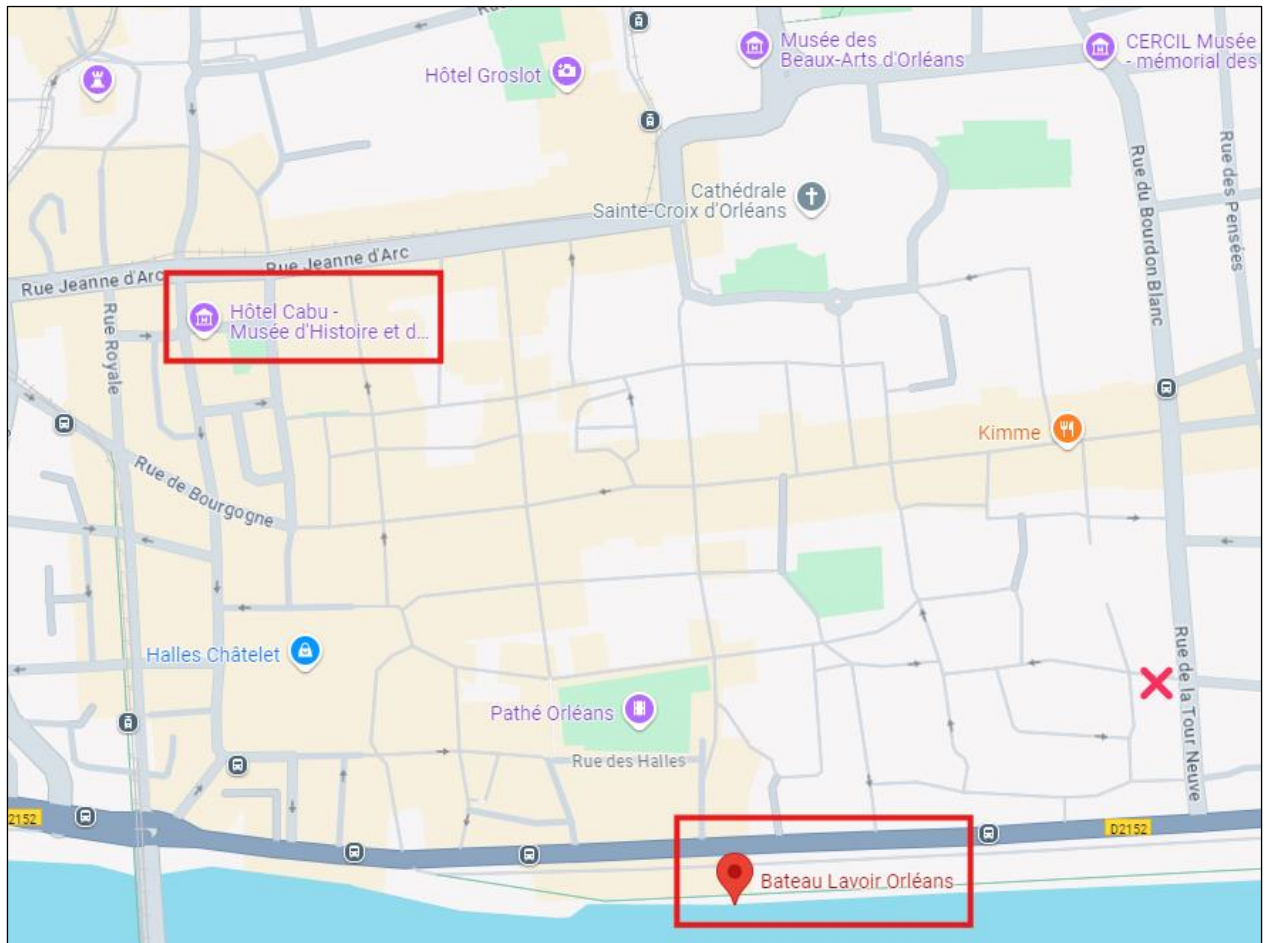 Hôtel Groslot
Musée des
Beaux-Arts d'Orléans
CERCIL Musée
- mémorial des
Rue du Bourdon Blanc
Rue des Pensées
Cathédrale
Sainte-Croix d'Orléans
Rue Jeanne d'Arc
Rue Jeanne d'Arc
Rue Royale
Hôtel Cabu -
Musée d'Histoire et d...
Kimme
Rue de Bourgogne
Halles Châtelet
Pathé Orléans
Rue des Halles
Rue de la Tour Neuve
2152
D2152
Bateau Lavoir Orléans